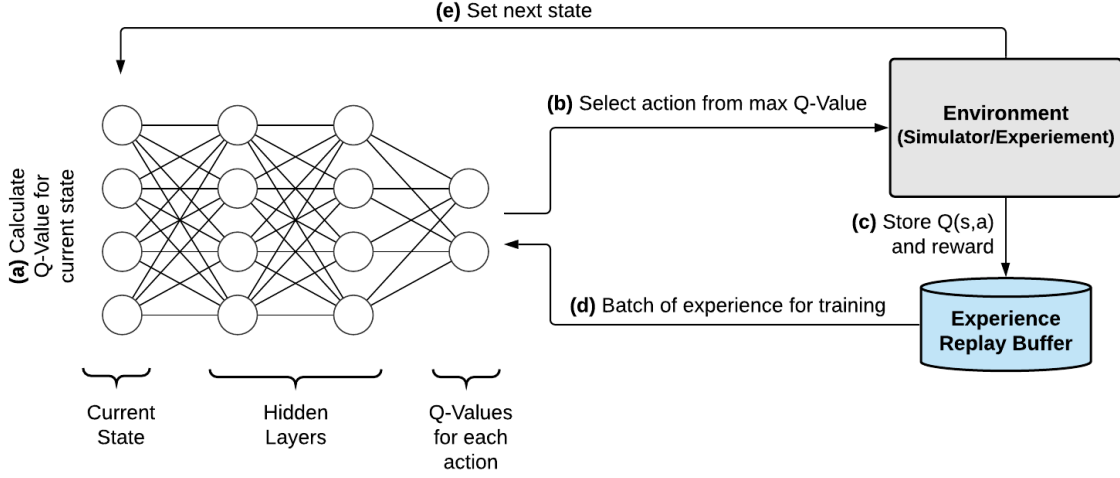 (e) Set next state
(b) Select action from max Q-Value
Environment
(Simulator/Experiement)
(a) Calculate
Q-Value for
current state
(c) Store Q(s,a)
and reward
(d) Batch of experience for training
Experience
Replay Buffer
Current
State
Hidden
Layers
Q-Values
for each
action